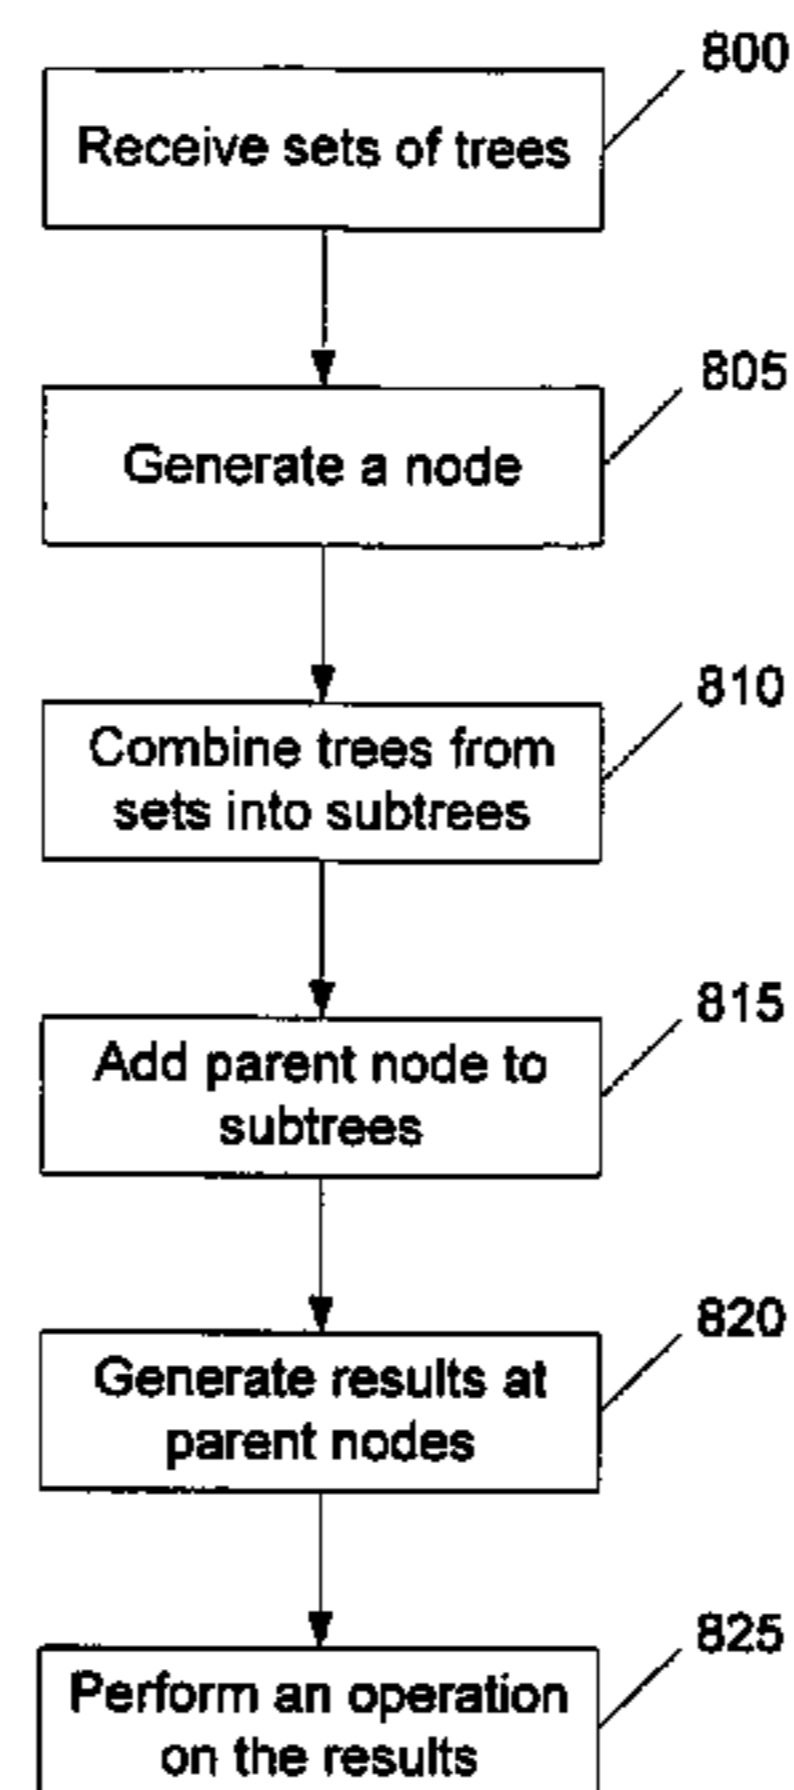 800
Receive sets of trees
805
Generate a node
810
Combine trees from
sets into subtrees
815
Add parent node to
subtrees
820
Generate results at
parent nodes
825
Perform an operation
on the results